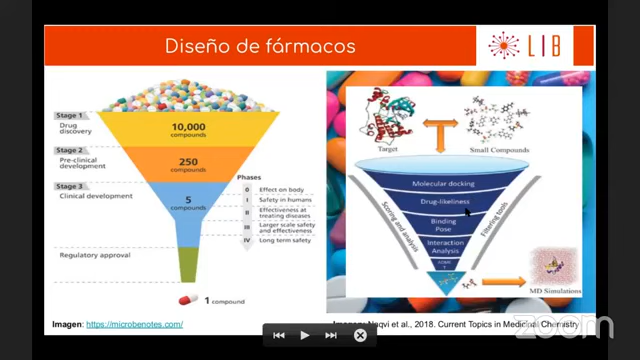 Diseño de fármacos
LIB
Stage 1
Drug
discovery
10,000
compounds
Stage 2
Pre-clinical
development
250
compounds
Stage 3
Clinical development
5
compounds
Phases
0 Effect on body
I Safety in humans
II Effectiveness at
treating diseases
III Larger scale safety
and effectiveness
IV Long term safety
Regulatory approval
1 compound
Imagen: https://microbenotes.com/
Target
Small Compounds
Molecular docking
Drug-likeliness
Binding
Pose
Interaction
Analysis
ADME
T
Scoring and analysis
Filtering tools
MD Simulations
Imagen: Naqvi et al., 2018. Current Topics in Medicinal Chemistry
zoom